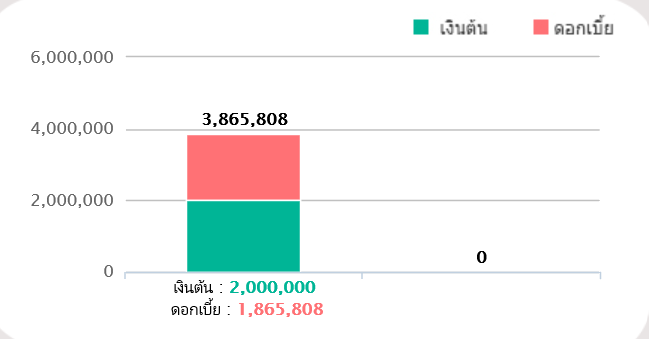 เงินต้น ดอกเบี้ย
6,000,000
4,000,000
3,865,808
2,000,000
0
0
เงินต้น : 2,000,000
ดอกเบี้ย : 1,865,808